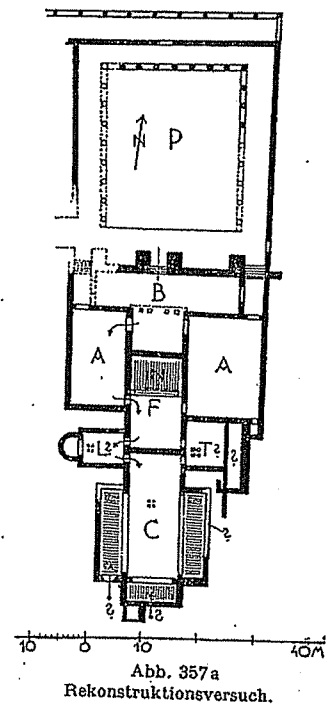 P
N
B
A
A
N
F
L?
T?
?
C
?
?
?
10 0 10 40M
Abb. 357a
Rekonstruktionsversuch.